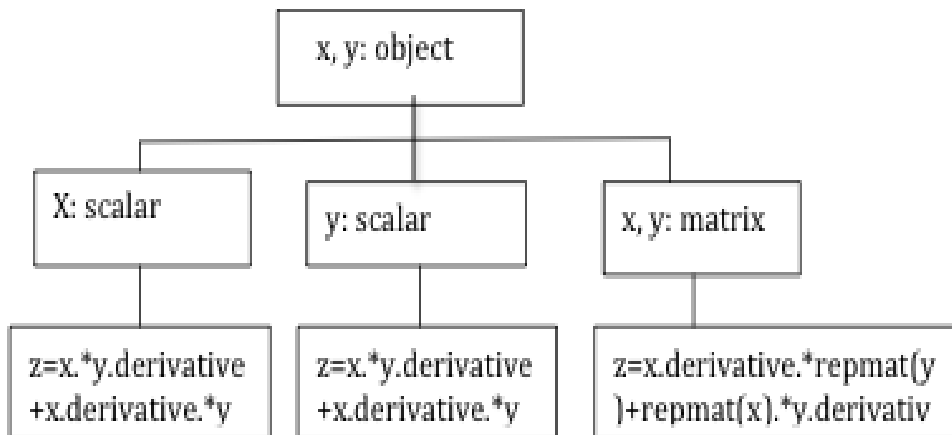 x, y: object
X: scalar
y: scalar
x, y: matrix
z=x.*y.derivative
+x.derivative.*y
z=x.*y.derivative
+x.derivative.*y
z=x.derivative.*repmat(y
)+repmat(x).*y.derivativ